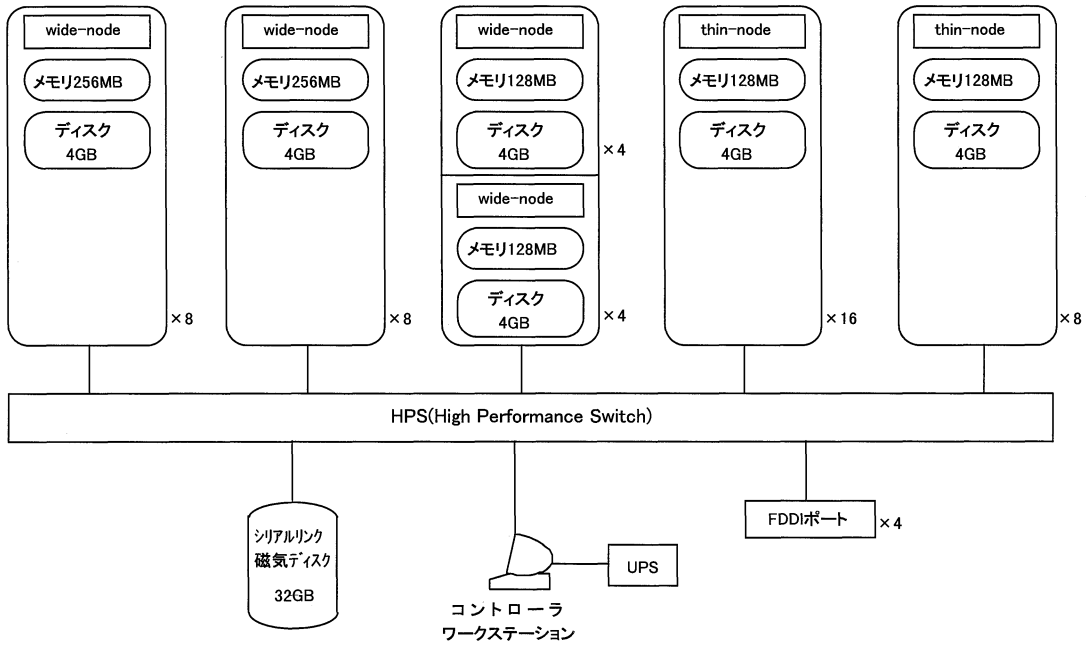 wide-node
メモリ256MB
ディスク
4GB
×8
wide-node
メモリ256MB
ディスク
4GB
×8
wide-node
メモリ128MB
ディスク
4GB
×4
wide-node
メモリ128MB
ディスク
4GB
×4
thin-node
メモリ128MB
ディスク
4GB
×16
thin-node
メモリ128MB
ディスク
4GB
×8
HPS(High Performance Switch)
シリアルリンク
磁気ディスク
32GB
コントローラ
ワークステーション
UPS
FDDIポート
×4